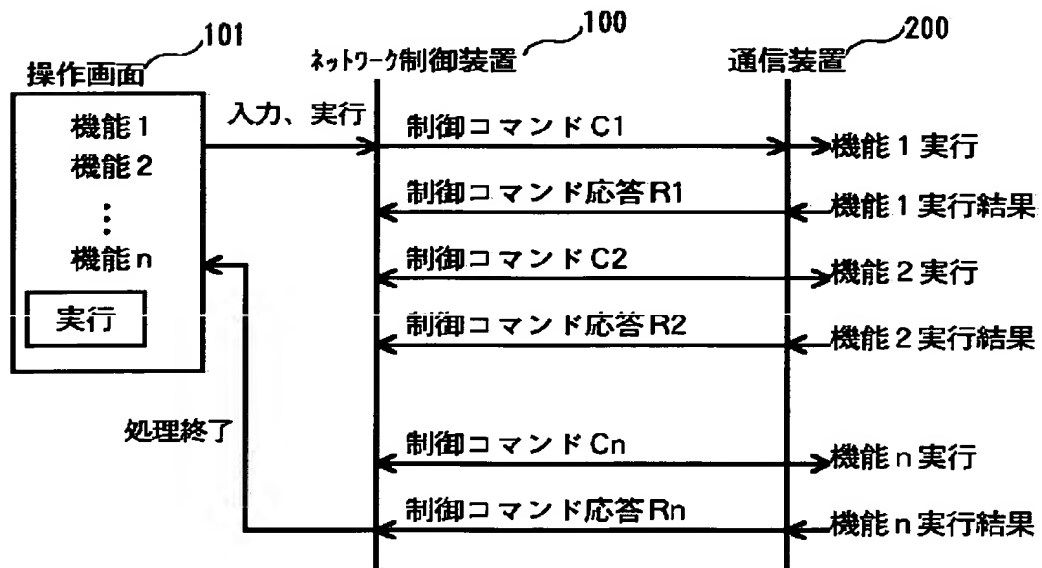 101
100
200
操作画面
ネットワーク制御装置
通信装置
機能1
機能2
⋮
機能n
実行
入力、実行
制御コマンドC1
機能1実行
制御コマンド応答R1
機能1実行結果
制御コマンドC2
機能2実行
制御コマンド応答R2
機能2実行結果
処理終了
制御コマンドCn
機能n実行
制御コマンド応答Rn
機能n実行結果